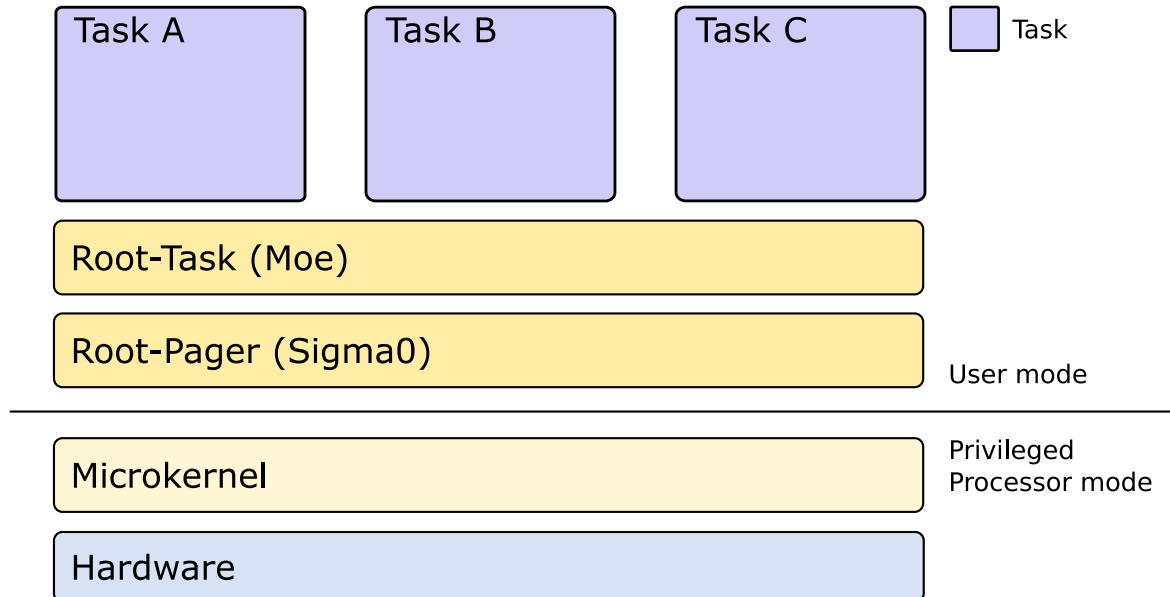 Task A
Task B
Task C
Task
Root-Task (Moe)
Root-Pager (Sigma0)
User mode
Microkernel
Privileged
Processor mode
Hardware